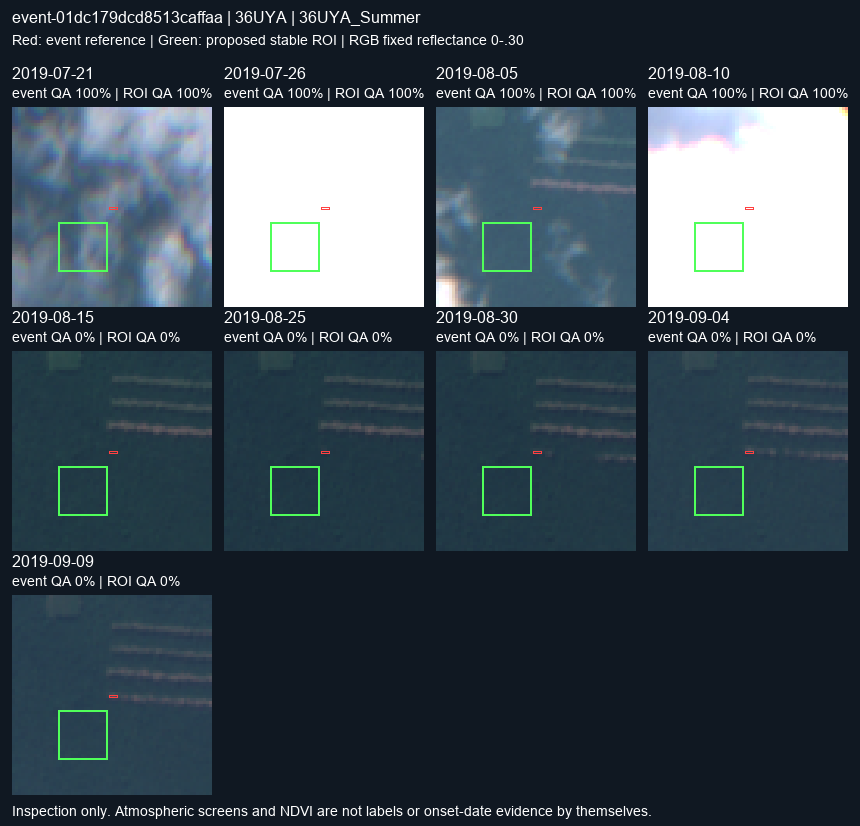 event-01dc179dcd8513caffaa | 36UYA | 36UYA_Summer
Red: event reference | Green: proposed stable ROI | RGB fixed reflectance 0-.30
2019-07-21
event QA 100% | ROI QA 100%
2019-07-26
event QA 100% | ROI QA 100%
2019-08-05
event QA 100% | ROI QA 100%
2019-08-10
event QA 100% | ROI QA 100%
2019-08-15
event QA 0% | ROI QA 0%
2019-08-25
event QA 0% | ROI QA 0%
2019-08-30
event QA 0% | ROI QA 0%
2019-09-04
event QA 0% | ROI QA 0%
2019-09-09
event QA 0% | ROI QA 0%
Inspection only. Atmospheric screens and NDVI are not labels or onset-date evidence by themselves.